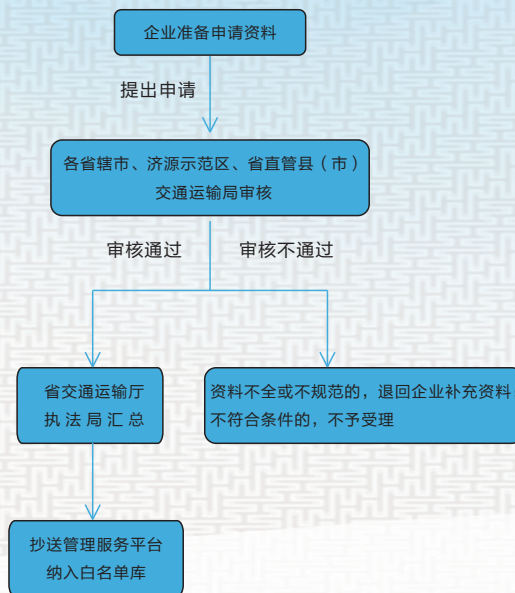 企业准备申请资料
提出申请
各省辖市、济源示范区、省直管县（市）
交通运输局审核
审核通过
审核不通过
省交通运输厅
执法局汇总
资料不全或不规范的，退回企业补充资料
不符合条件的，不予受理
抄送管理服务平台
纳入白名单库